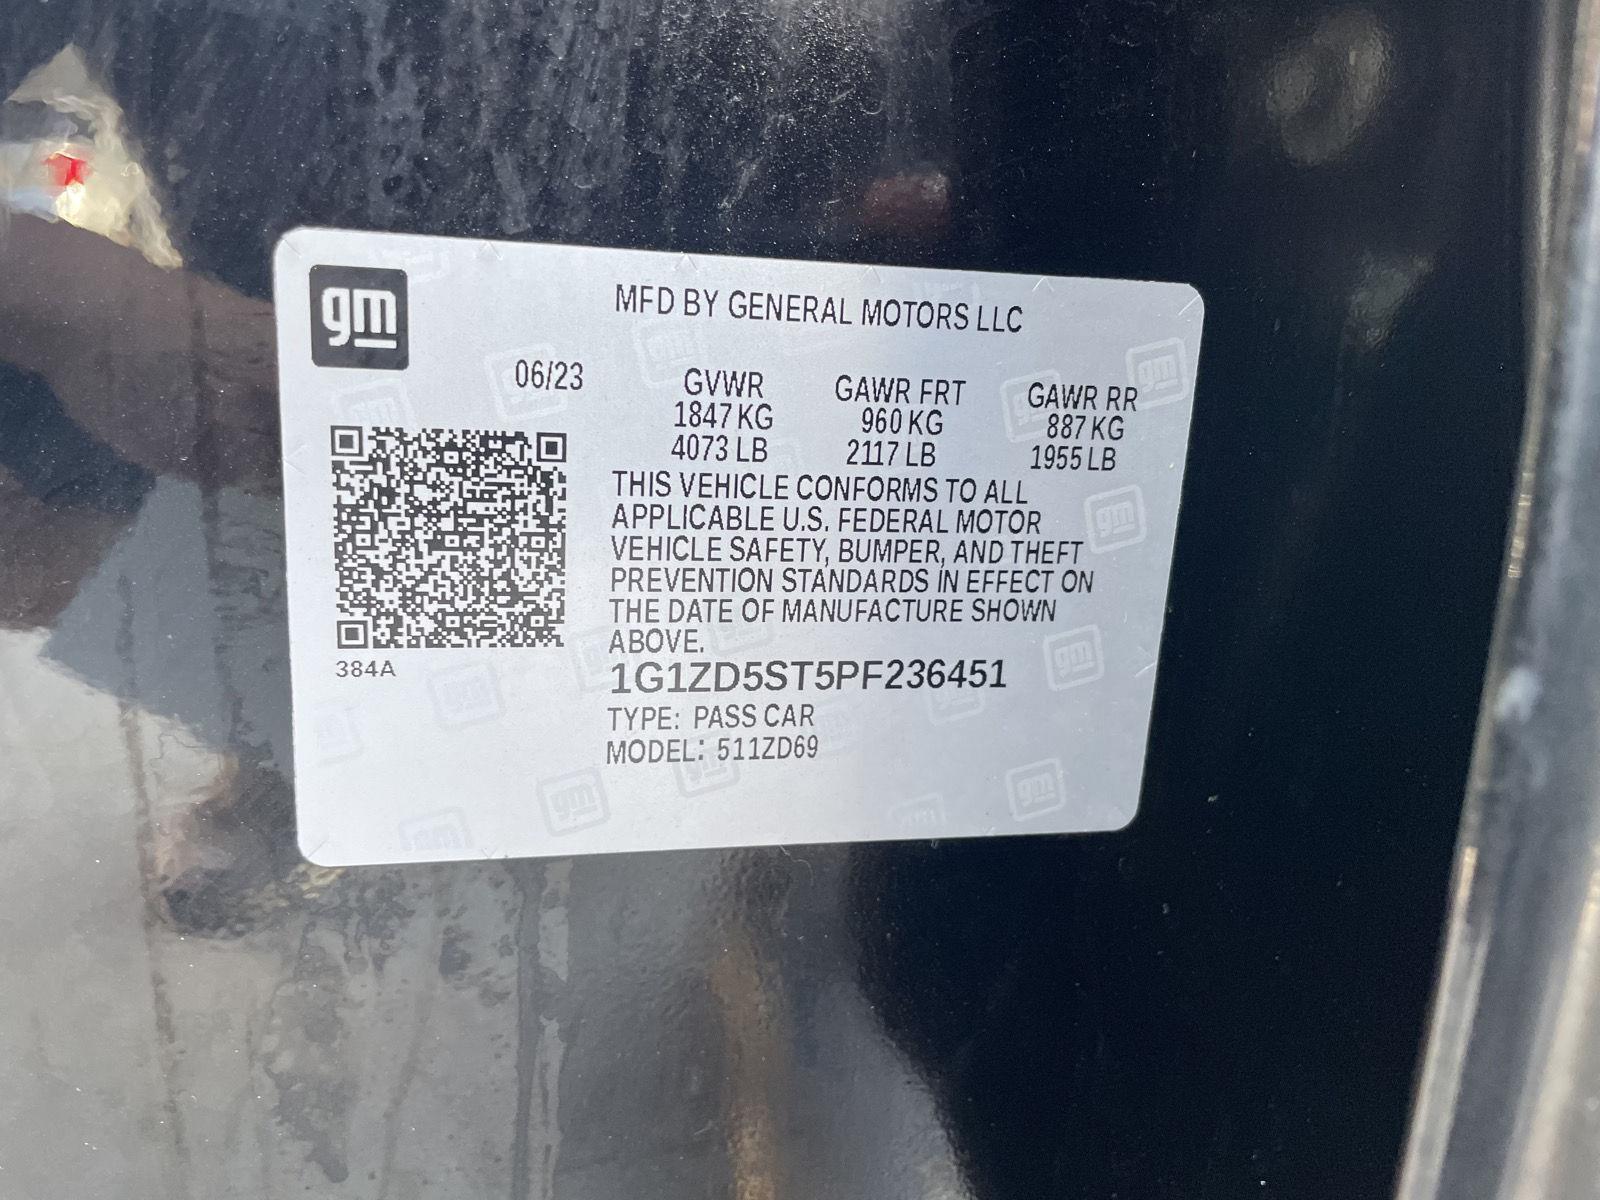 gm
MFD BY GENERAL MOTORS LLC
06/23
GVWR GAWR FRT GAWR RR
1847 KG 960 KG 887 KG
4073 LB 2117 LB 1955 LB
THIS VEHICLE CONFORMS TO ALL
APPLICABLE U.S. FEDERAL MOTOR
VEHICLE SAFETY, BUMPER, AND THEFT
PREVENTION STANDARDS IN EFFECT ON
THE DATE OF MANUFACTURE SHOWN
ABOVE.
384A
1G1ZD5ST5PF236451
TYPE: PASS CAR
MODEL: 511ZD69